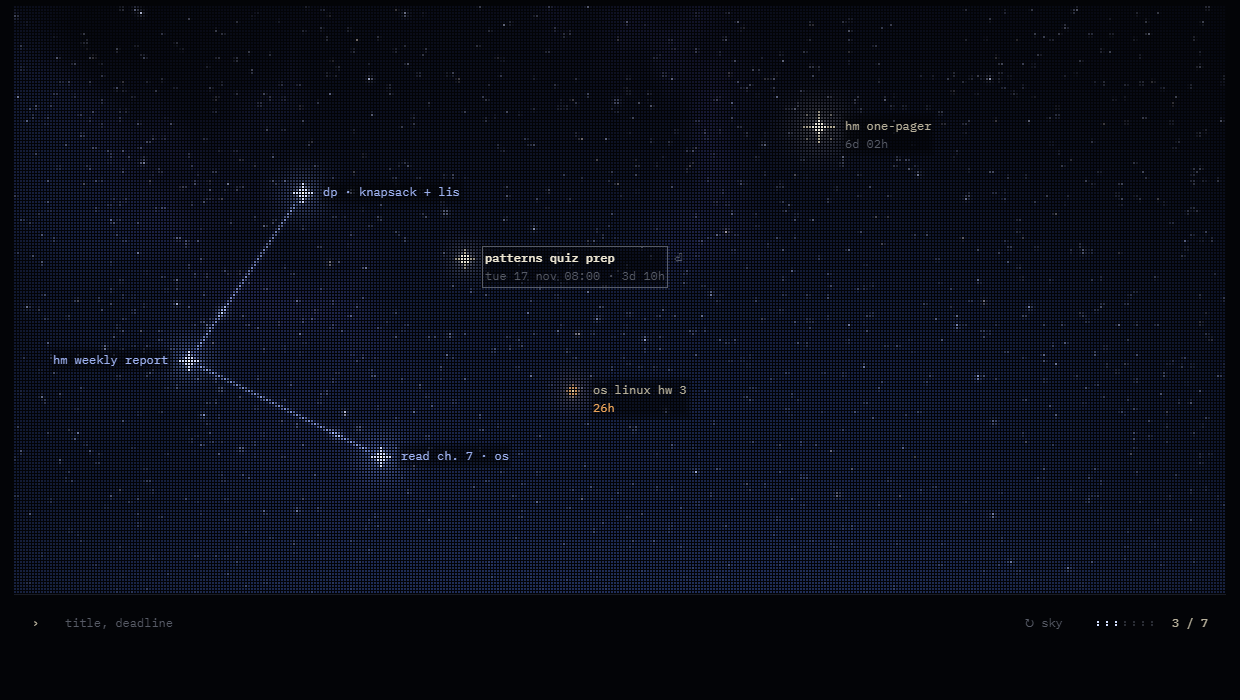 hm one-pager
6d 02h
dp · knapsack + lis
patterns quiz prep ⏎
tue 17 nov 08:00 · 3d 10h
hm weekly report
os linux hw 3
26h
read ch. 7 · os
› title, deadline ↻ sky 3 / 7